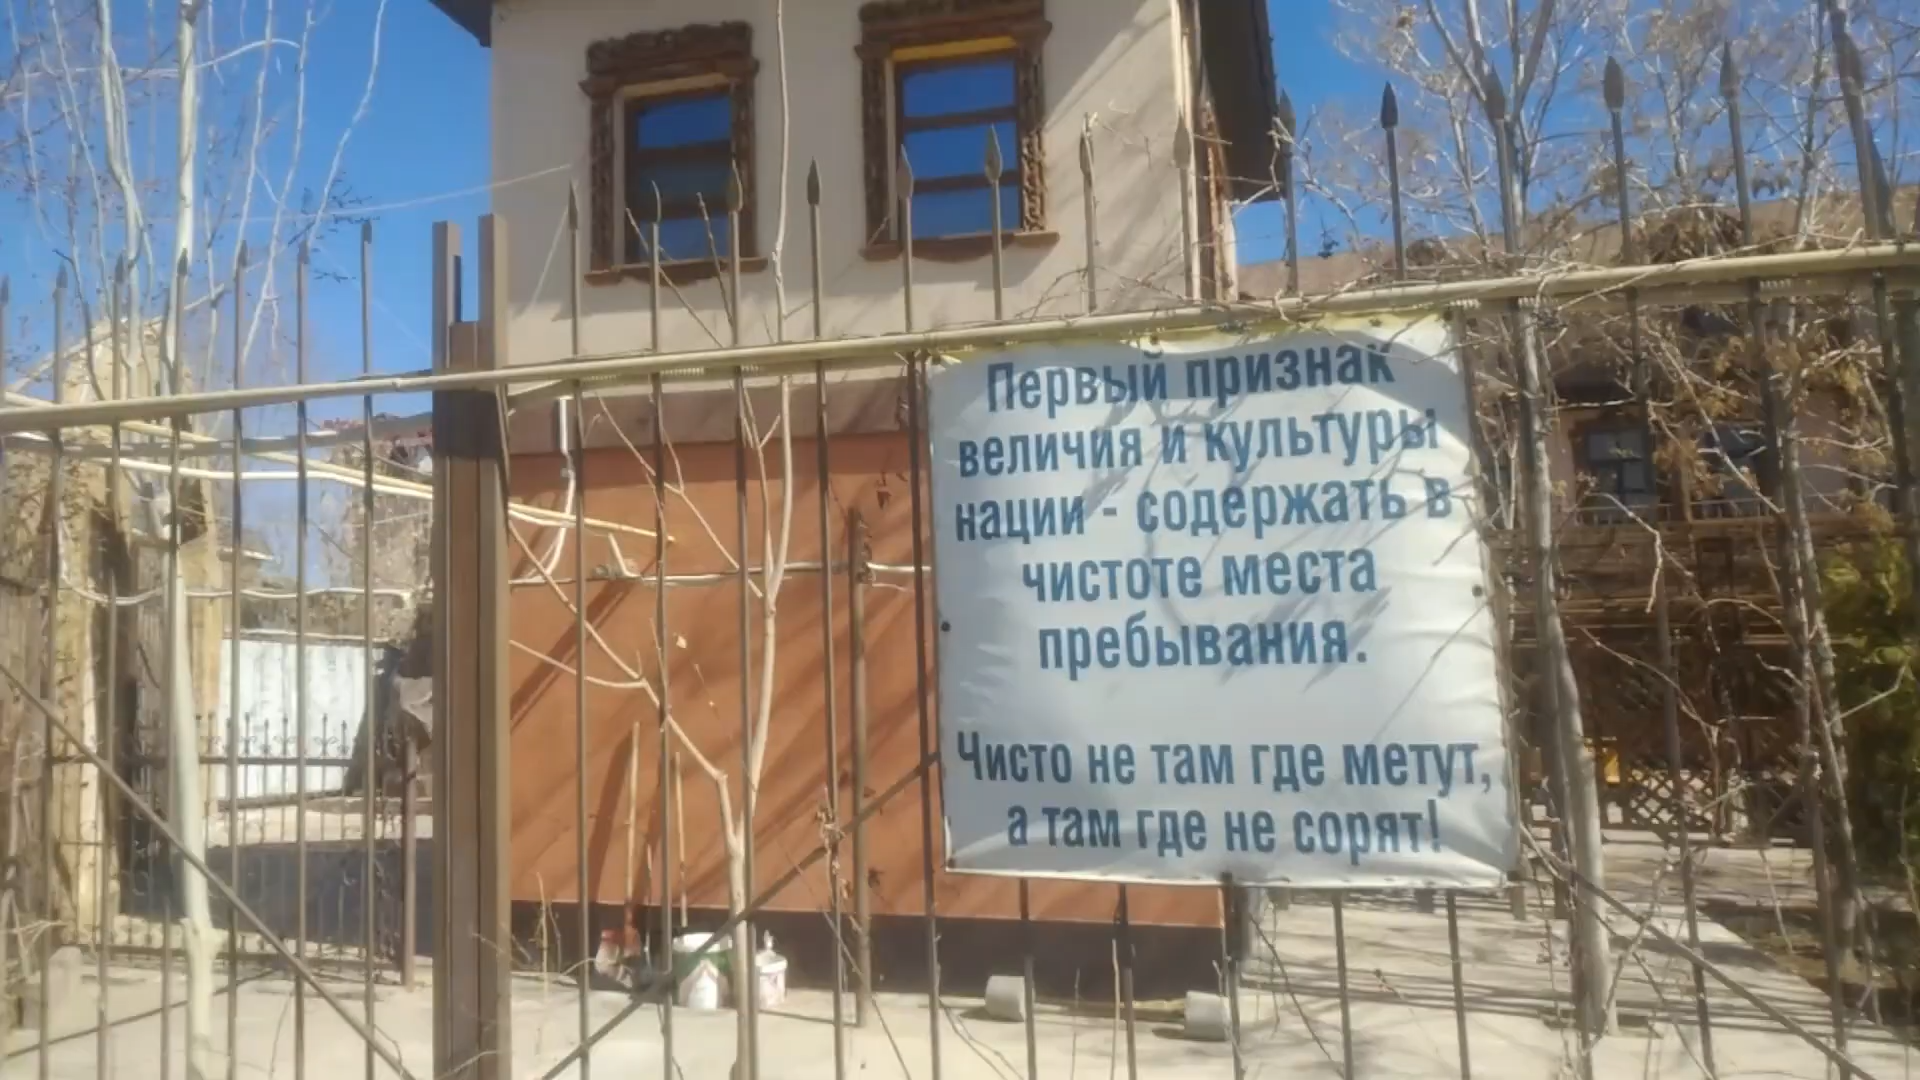 Первый признак
величия и культуры
нации - содержать в
чистоте места
пребывания.
Чисто не там где метут,
а там где не сорят!